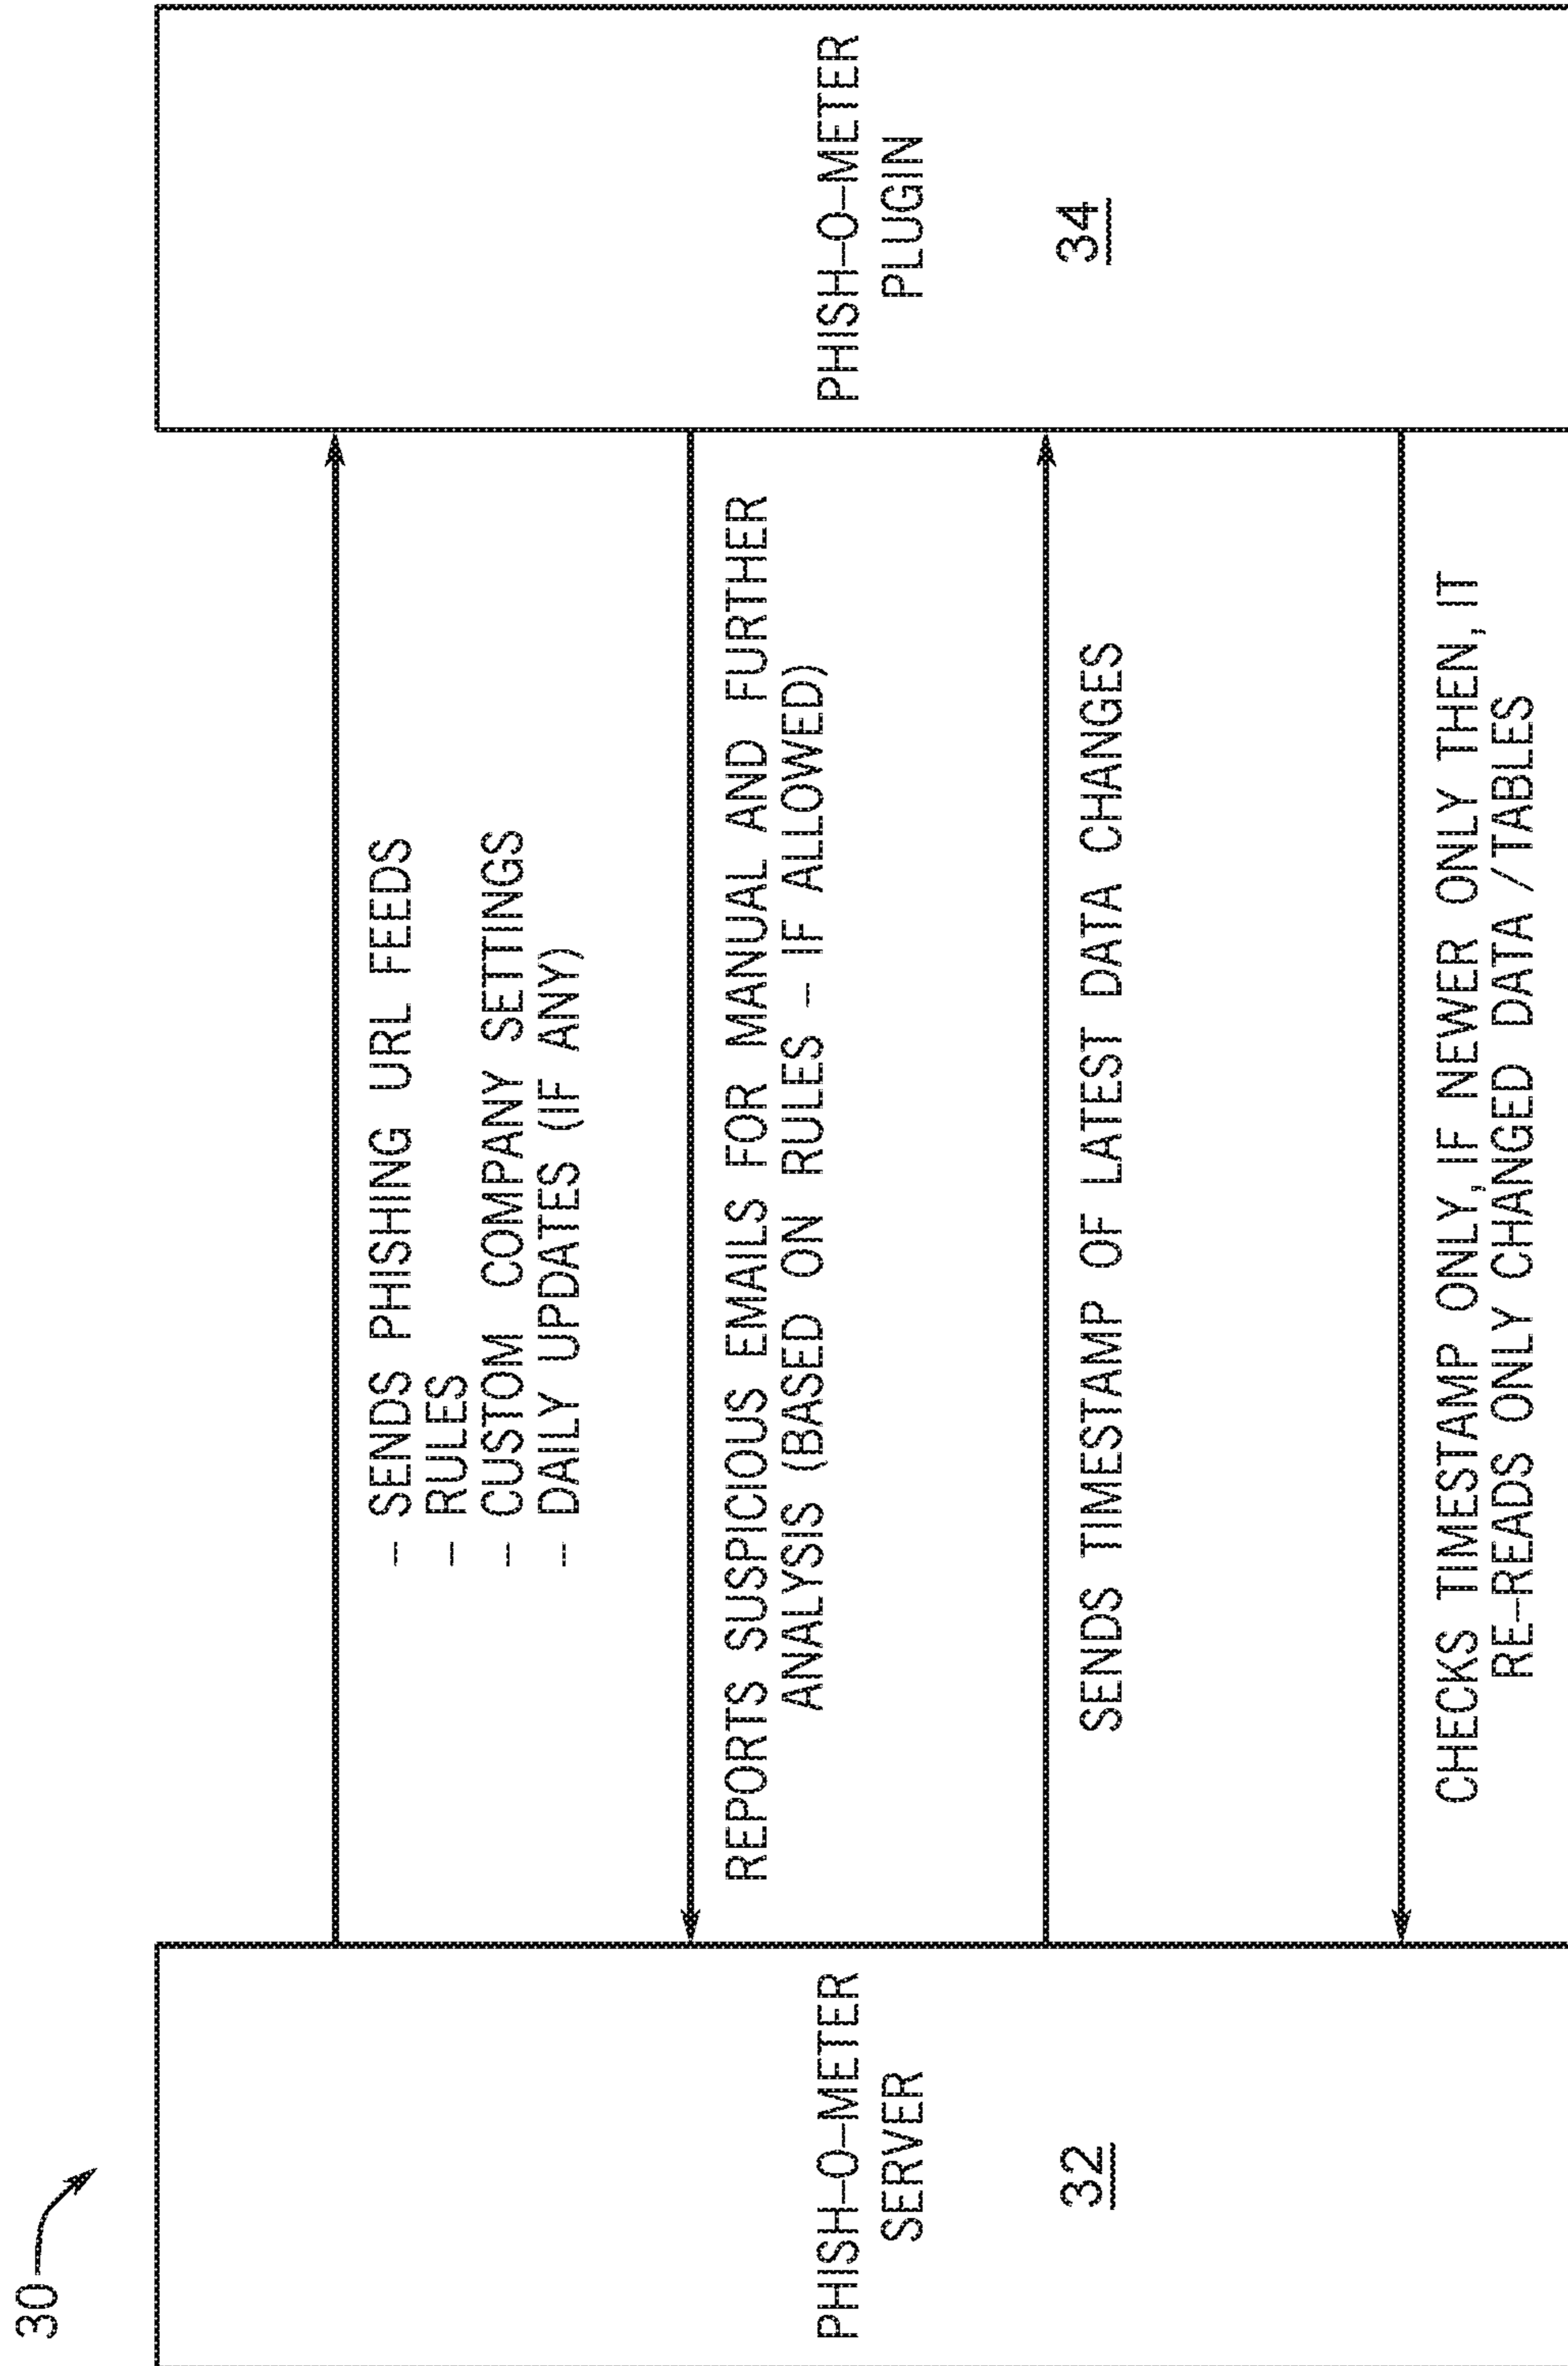 30
PHISH-O-METER
SERVER
32
- SENDS PHISHING URL FEEDS
- RULES
- CUSTOM COMPANY SETTINGS
- DAILY UPDATES (IF ANY)
REPORTS SUSPICIOUS EMAILS FOR MANUAL AND FURTHER
ANALYSIS (BASED ON RULES - IF ALLOWED)
SENDS TIMESTAMP OF LATEST DATA CHANGES
CHECKS TIMESTAMP ONLY, IF NEWER ONLY THEN, IT
RE-READS ONLY CHANGED DATA/TABLES
PHISH-O-METER
PLUGIN
34